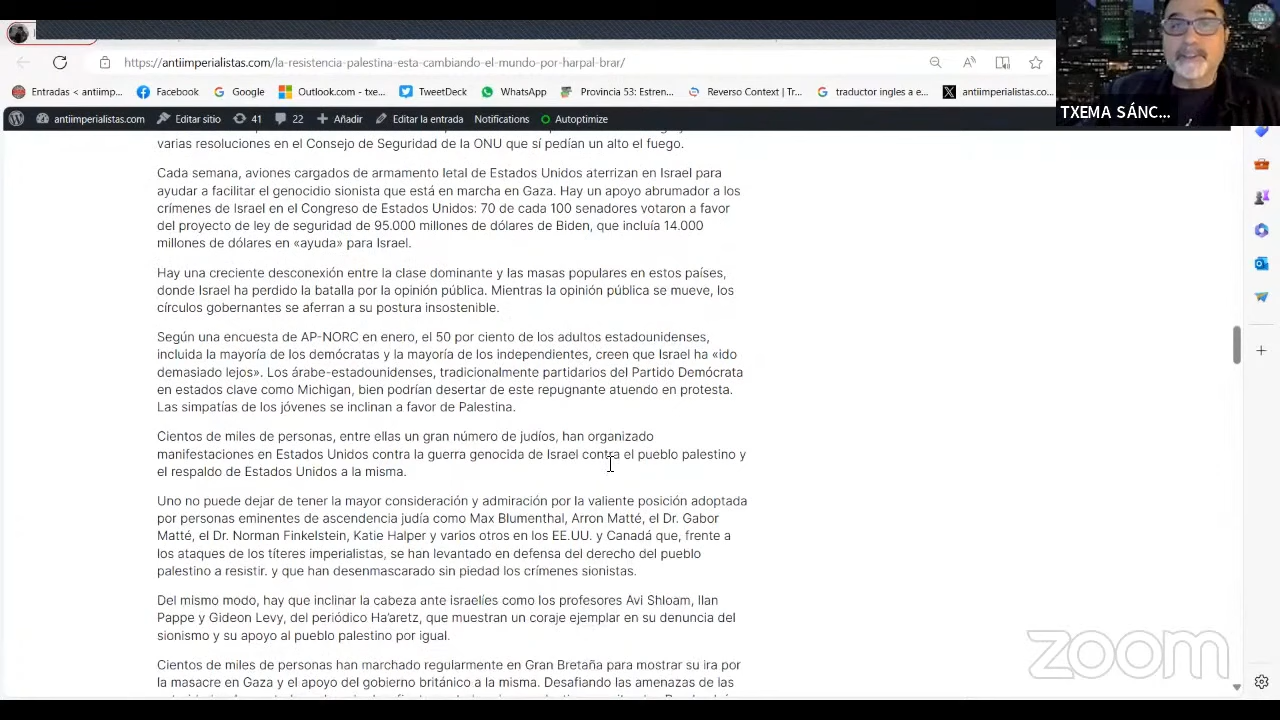 https://antiimperialistas.com/la-resistencia-palestina-esta-cambiando-el-mundo-por-harpal-brar/
Entradas < antiimp... Facebook Google Outlook.com - txe... TweetDeck WhatsApp Provincia 53: Estren... Reverso Context | Tr... traductor ingles a e... antiimperialistas.co...
TXEMA SÁNC...
antiimperialistas.com Editar sitio 41 22 Añadir Editar la entrada Notifications Autoptimize
varias resoluciones en el Consejo de Seguridad de la ONU que sí pedían un alto el fuego.
Cada semana, aviones cargados de armamento letal de Estados Unidos aterrizan en Israel para
ayudar a facilitar el genocidio sionista que está en marcha en Gaza. Hay un apoyo abrumador a los
crímenes de Israel en el Congreso de Estados Unidos: 70 de cada 100 senadores votaron a favor
del proyecto de ley de seguridad de 95.000 millones de dólares de Biden, que incluía 14.000
millones de dólares en «ayuda» para Israel.
Hay una creciente desconexión entre la clase dominante y las masas populares en estos países,
donde Israel ha perdido la batalla por la opinión pública. Mientras la opinión pública se mueve, los
círculos gobernantes se aferran a su postura insostenible.
Según una encuesta de AP-NORC en enero, el 50 por ciento de los adultos estadounidenses,
incluida la mayoría de los demócratas y la mayoría de los independientes, creen que Israel ha «ido
demasiado lejos». Los árabe-estadounidenses, tradicionalmente partidarios del Partido Demócrata
en estados clave como Michigan, bien podrían desertar de este repugnante atuendo en protesta.
Las simpatías de los jóvenes se inclinan a favor de Palestina.
Cientos de miles de personas, entre ellas un gran número de judíos, han organizado
manifestaciones en Estados Unidos contra la guerra genocida de Israel contra el pueblo palestino y
el respaldo de Estados Unidos a la misma.
Uno no puede dejar de tener la mayor consideración y admiración por la valiente posición adoptada
por personas eminentes de ascendencia judía como Max Blumenthal, Arron Matté, el Dr. Gabor
Matté, el Dr. Norman Finkelstein, Katie Halper y varios otros en los EE.UU. y Canadá que, frente a
los ataques de los títeres imperialistas, se han levantado en defensa del derecho del pueblo
palestino a resistir. y que han desenmascarado sin piedad los crímenes sionistas.
Del mismo modo, hay que inclinar la cabeza ante israelíes como los profesores Avi Shloam, Ilan
Pappe y Gideon Levy, del periódico Ha'aretz, que muestran un coraje ejemplar en su denuncia del
sionismo y su apoyo al pueblo palestino por igual.
Cientos de miles de personas han marchado regularmente en Gran Bretaña para mostrar su ira por
la masacre en Gaza y el apoyo del gobierno británico a la misma. Desafiando las amenazas de las
zoom